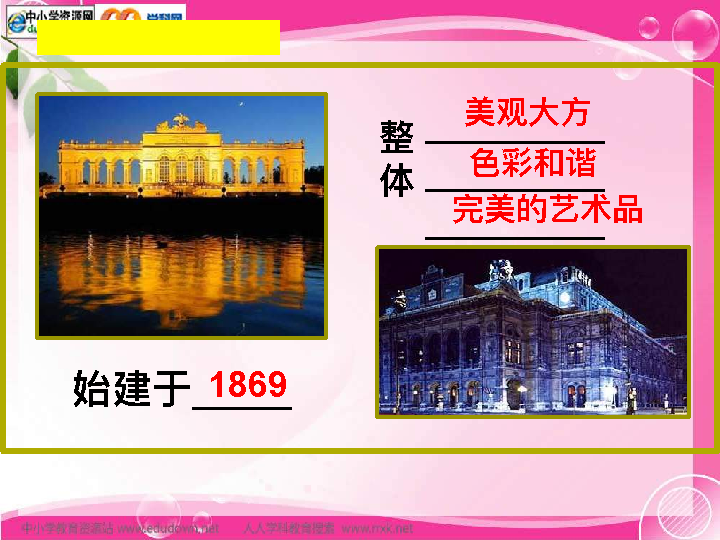 中小学资源网
学科网
整体
美观大方
色彩和谐
完美的艺术品
始建于 1869
中小学教育资源站 www.edudown.net 人人学科教育搜索 www.rrxk.net